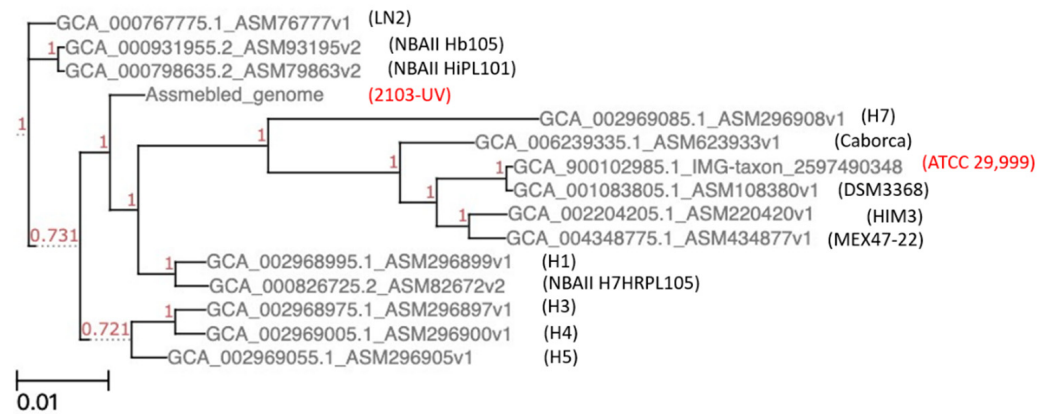 GCA_000767775.1_ASM76777v1 (LN2)
1 GCA_000931955.2_ASM93195v2 (NBAII Hb105)
GCA_000798635.2_ASM79863v2 (NBAII HiPL101)
Assmebled_genome (2103-UV)
1
GCA_002969085.1_ASM296908v1 (H7)
1 1
GCA_006239335.1_ASM623933v1 (Caborca)
1 1 GCA_900102985.1_IMG-taxon_2597490348 (ATCC 29,999)
GCA_001083805.1_ASM108380v1 (DSM3368)
1 1
1 GCA_002204205.1_ASM220420v1 (HIM3)
0.731 GCA_004348775.1_ASM434877v1 (MEX47-22)
1 GCA_002968995.1_ASM296899v1 (H1)
GCA_000826725.2_ASM82672v2 (NBAII H7HRPL105)
1 GCA_002968975.1_ASM296897v1 (H3)
0.721 GCA_002969005.1_ASM296900v1 (H4)
GCA_002969055.1_ASM296905v1 (H5)
0.01